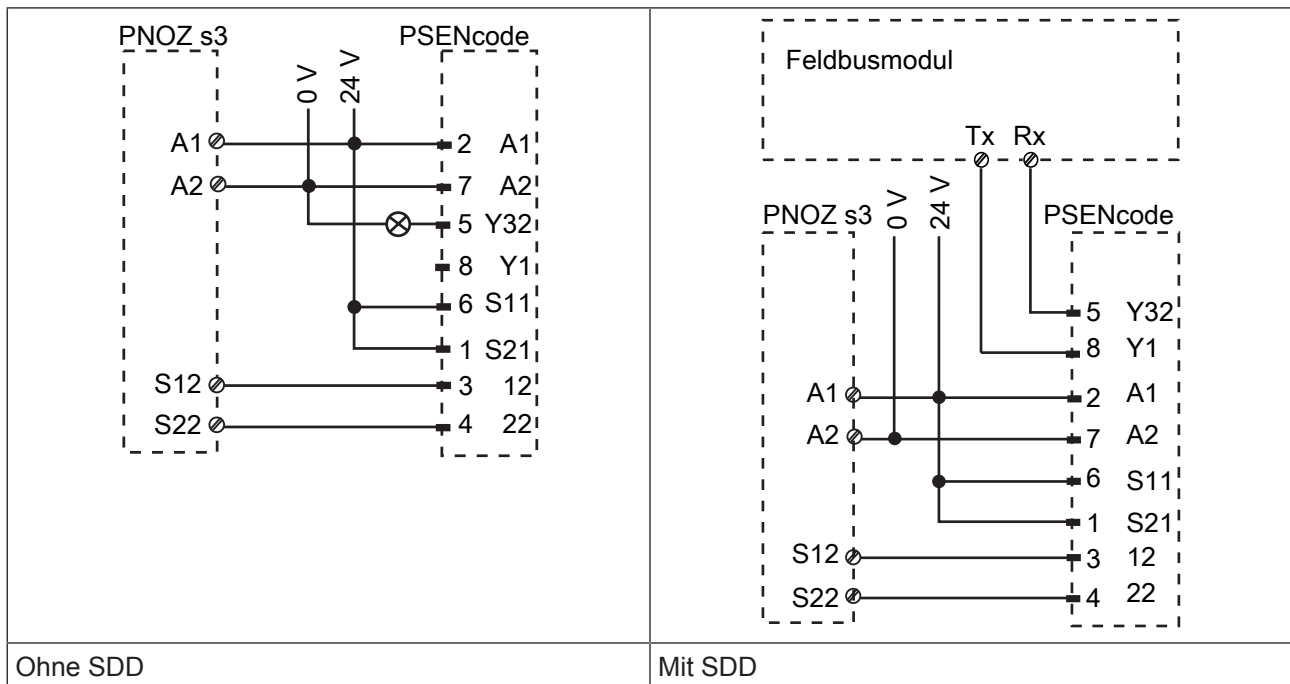 PNOZ s3 PSENcode
0 V 24 V
A1 2 A1
A2 7 A2
5 Y32
8 Y1
6 S11
1 S21
S12 3 12
S22 4 22
Ohne SDD
Feldbusmodul
Tx Rx
PNOZ s3 0 V 24 V PSENcode
5 Y32
8 Y1
A1 2 A1
A2 7 A2
6 S11
1 S21
S12 3 12
S22 4 22
Mit SDD